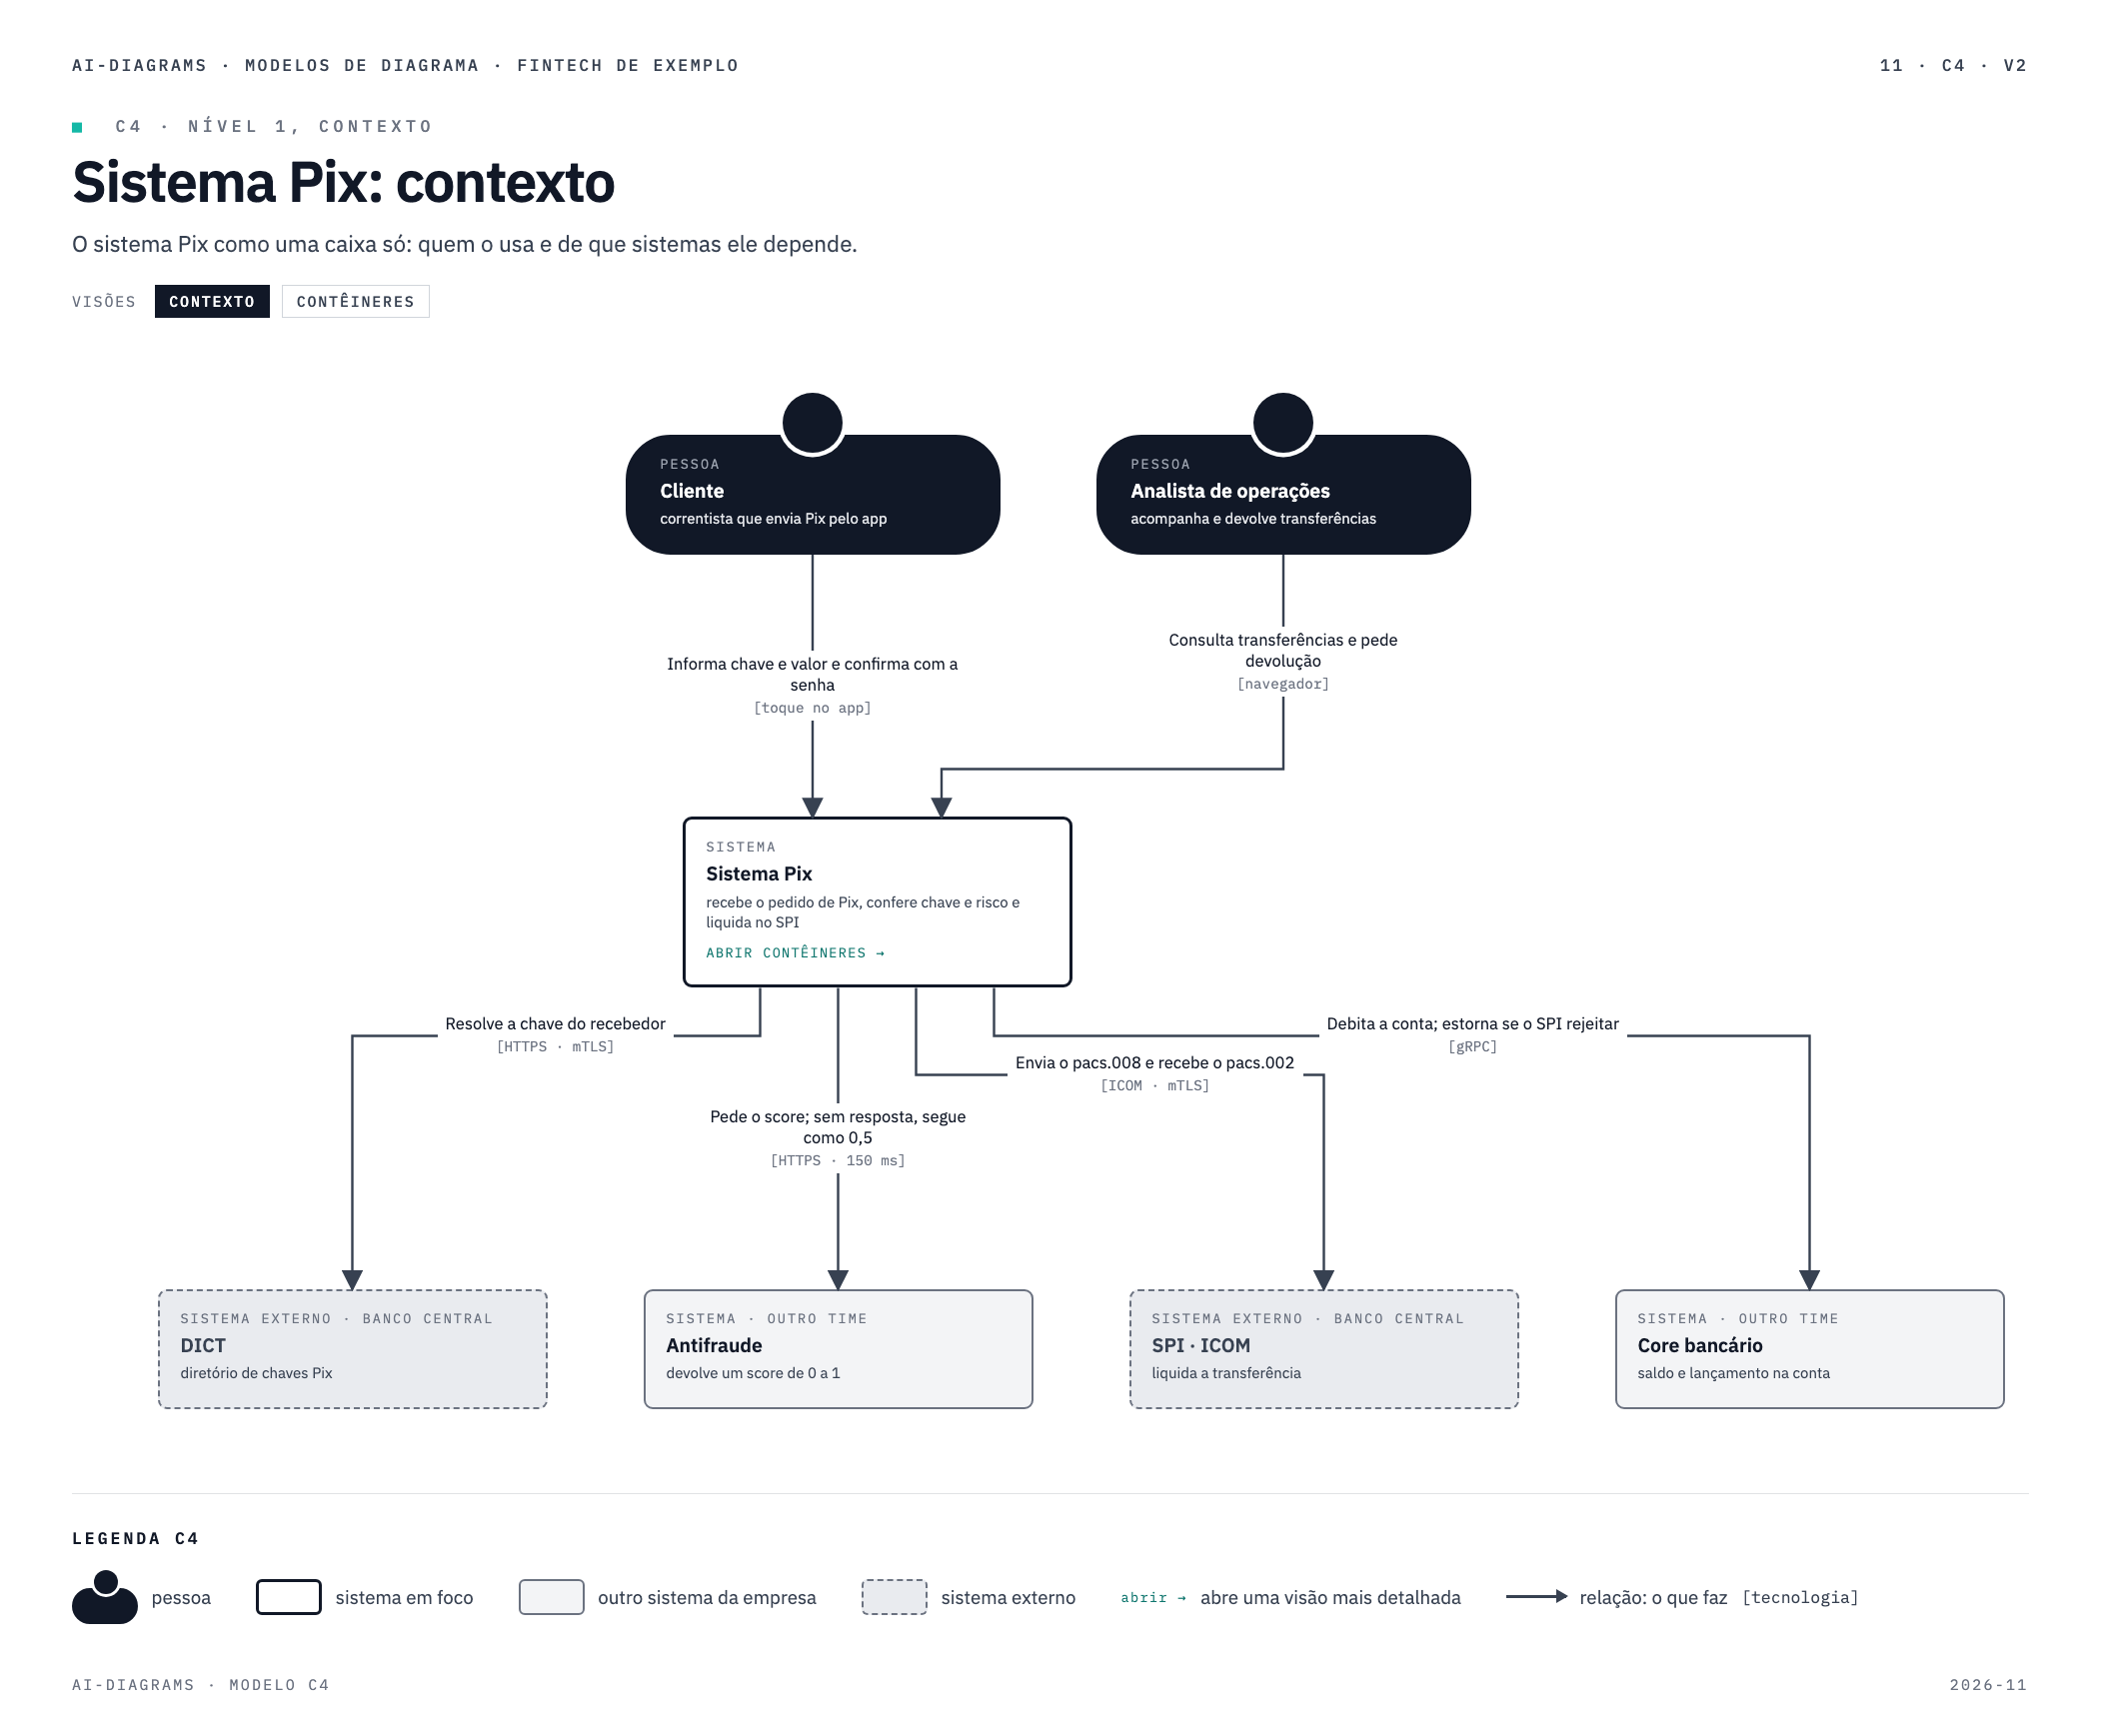 AI-DIAGRAMS · MODELOS DE DIAGRAMA · FINTECH DE EXEMPLO
11 · C4 · V2
C4 · NÍVEL 1, CONTEXTO
Sistema Pix: contexto
O sistema Pix como uma caixa só: quem o usa e de que sistemas ele depende.
VISÕES
CONTEXTO
CONTÊINERES
PESSOA
Cliente
correntista que envia Pix pelo app
PESSOA
Analista de operações
acompanha e devolve transferências
Informa chave e valor e confirma com a
senha
[toque no app]
Consulta transferências e pede
devolução
[navegador]
SISTEMA
Sistema Pix
recebe o pedido de Pix, confere chave e risco e
liquida no SPI
ABRIR CONTÊINERES →
Resolve a chave do recebedor
[HTTPS · mTLS]
Debita a conta; estorna se o SPI rejeitar
[gRPC]
Envia o pacs.008 e recebe o pacs.002
[ICOM · mTLS]
Pede o score; sem resposta, segue
como 0,5
[HTTPS · 150 ms]
SISTEMA EXTERNO · BANCO CENTRAL
DICT
diretório de chaves Pix
SISTEMA · OUTRO TIME
Antifraude
devolve um score de 0 a 1
SISTEMA EXTERNO · BANCO CENTRAL
SPI · ICOM
liquida a transferência
SISTEMA · OUTRO TIME
Core bancário
saldo e lançamento na conta
LEGENDA C4
pessoa
sistema em foco
outro sistema da empresa
sistema externo
abrir → abre uma visão mais detalhada
relação: o que faz [tecnologia]
AI-DIAGRAMS · MODELO C4
2026-11